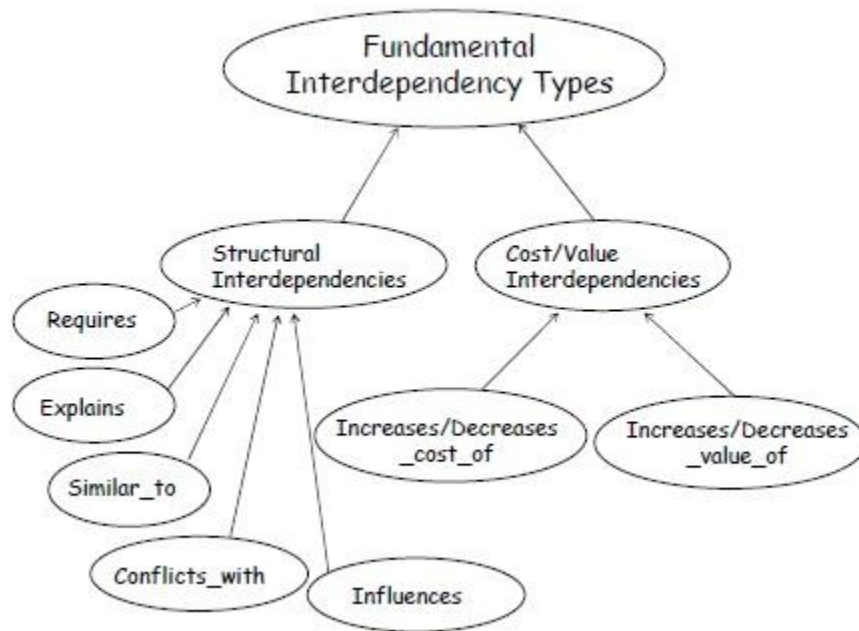 Fundamental
Interdependency Types
Structural
Interdependencies
Cost/Value
Interdependencies
Requires
Explains
Similar_to
Conflicts_with
Influences
Increases/Decreases
_cost_of
Increases/Decreases
_value_of